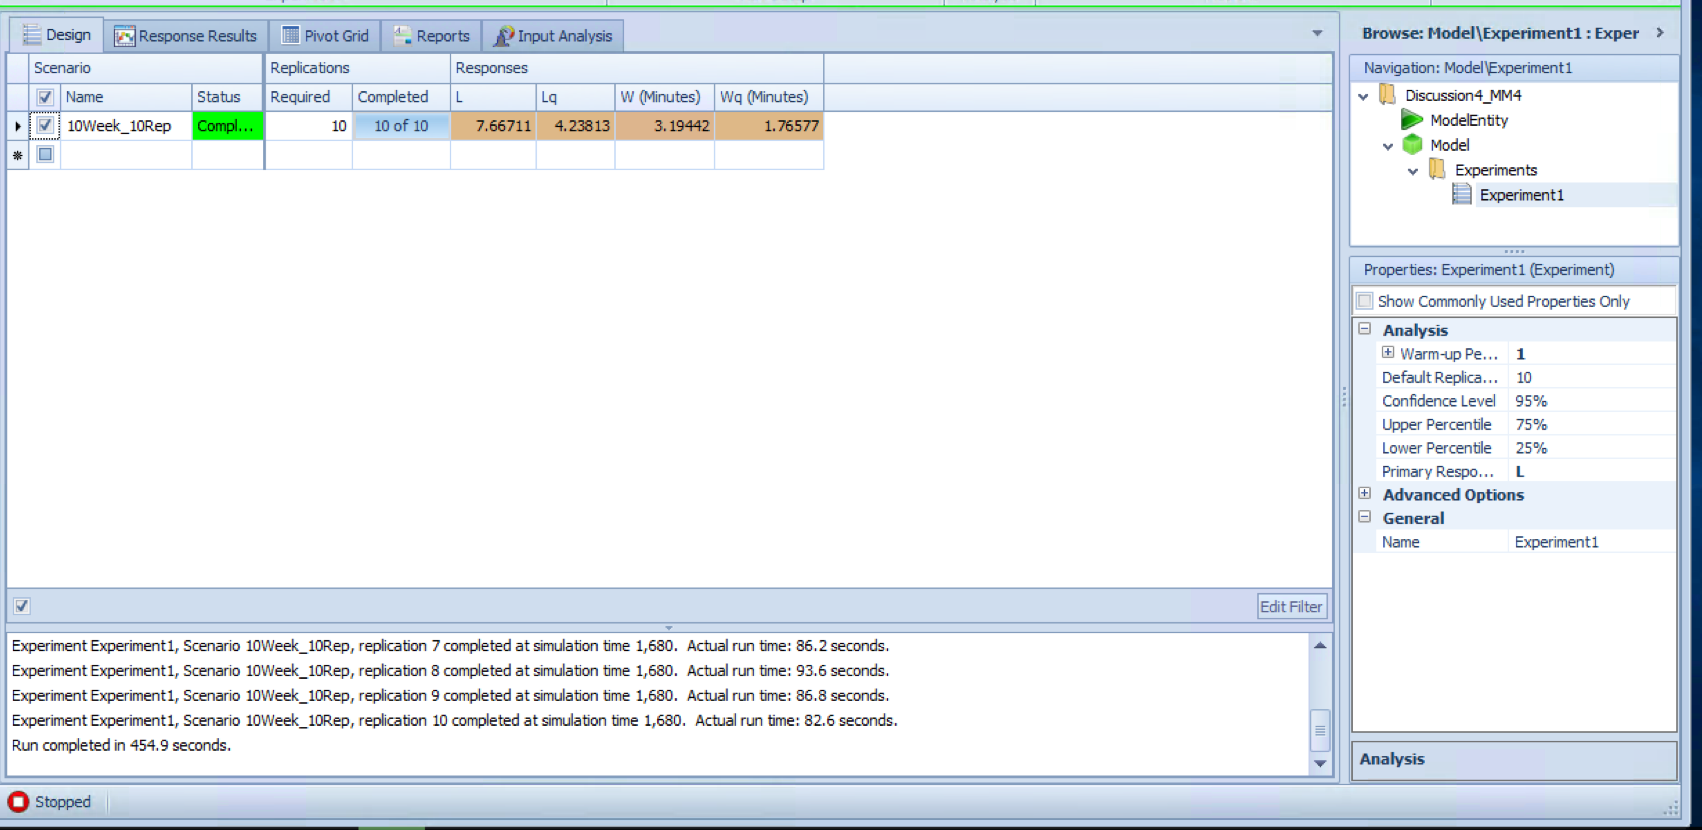 Design Response Results Pivot Grid Reports Input Analysis
Scenario Replications Responses
Name Status Required Completed L Lq W (Minutes) Wq (Minutes)
10Week_10Rep Compl... 10 10 of 10 7.66711 4.23813 3.19442 1.76577
Edit Filter
Experiment Experiment1, Scenario 10Week_10Rep, replication 7 completed at simulation time 1,680. Actual run time: 86.2 seconds.
Experiment Experiment1, Scenario 10Week_10Rep, replication 8 completed at simulation time 1,680. Actual run time: 93.6 seconds.
Experiment Experiment1, Scenario 10Week_10Rep, replication 9 completed at simulation time 1,680. Actual run time: 86.8 seconds.
Experiment Experiment1, Scenario 10Week_10Rep, replication 10 completed at simulation time 1,680. Actual run time: 82.6 seconds.
Run completed in 454.9 seconds.
Stopped
Browse: Model\Experiment1 : Exper
Navigation: Model\Experiment1
Discussion4_MM4
ModelEntity
Model
Experiments
Experiment1
Properties: Experiment1 (Experiment)
Show Commonly Used Properties Only
Analysis
Warm-up Pe... 1
Default Replica... 10
Confidence Level 95%
Upper Percentile 75%
Lower Percentile 25%
Primary Respo... L
Advanced Options
General
Name Experiment1
Analysis